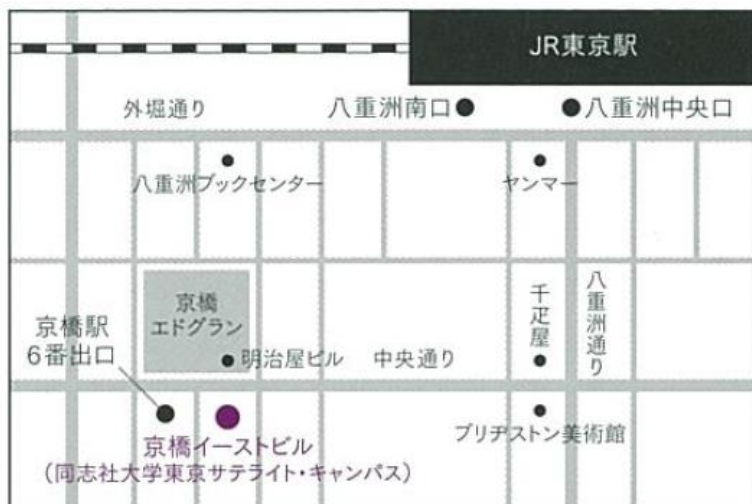 JR東京駅
外堀通り
八重洲南口
八重洲中央口
八重洲ブックセンター
ヤンマー
京橋
エドグラン
千疋屋
八重洲通り
京橋駅
6番出口
明治屋ビル
中央通り
京橋イーストビル
(同志社大学東京サテライト・キャンパス)
ブリヂストン美術館